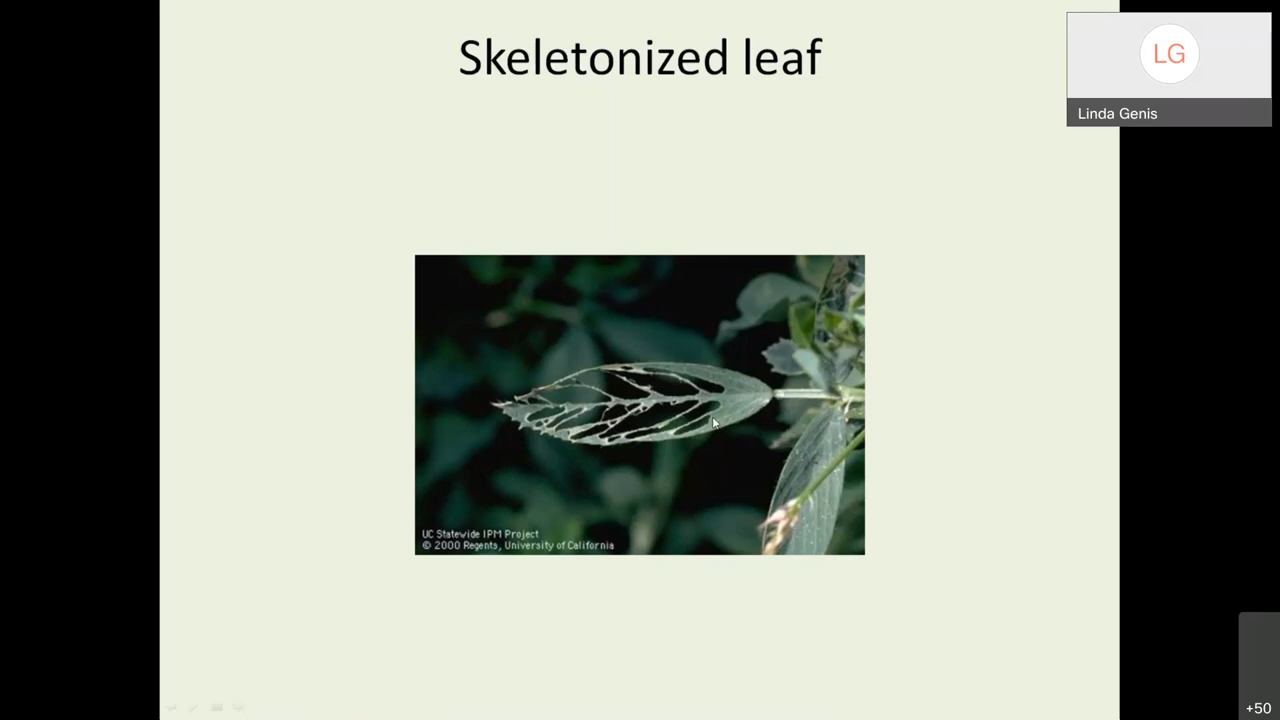 Skeletonized leaf
LG
Linda Genis
UC Statewide IPM Project
© 2000 Regents, University of California
+50